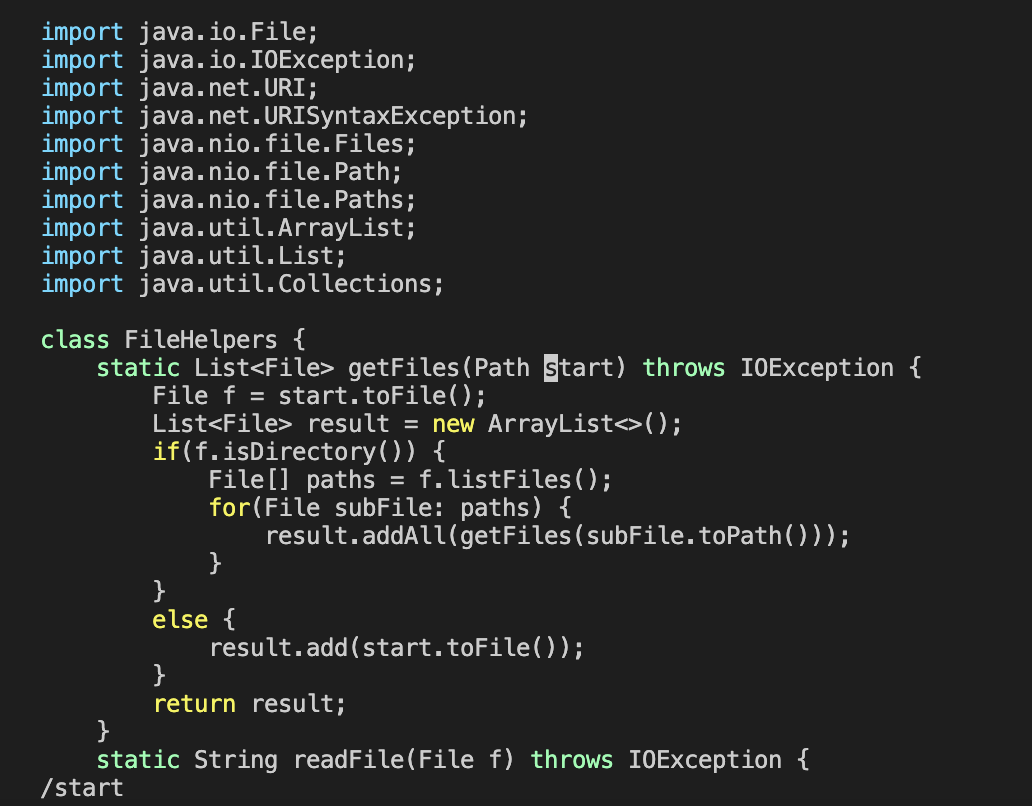 import java.io.File;
import java.io.IOException;
import java.net.URI;
import java.net.URISyntaxException;
import java.nio.file.Files;
import java.nio.file.Path;
import java.nio.file.Paths;
import java.util.ArrayList;
import java.util.List;
import java.util.Collections;

class FileHelpers {
    static List<File> getFiles(Path start) throws IOException {
        File f = start.toFile();
        List<File> result = new ArrayList<>();
        if(f.isDirectory()) {
            File[] paths = f.listFiles();
            for(File subFile: paths) {
                result.addAll(getFiles(subFile.toPath()));
            }
        }
        else {
            result.add(start.toFile());
        }
        return result;
    }
    static String readFile(File f) throws IOException {
/start